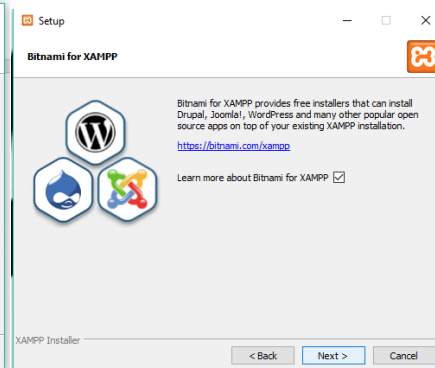 Setup
Bitnami for XAMPP
Bitnami for XAMPP provides free installers that can install
Drupal, Joomla!, WordPress and many other popular open
source apps on top of your existing XAMPP installation.
https://bitnami.com/xampp
Learn more about Bitnami for XAMPP
XAMPP Installer
< Back
Next >
Cancel